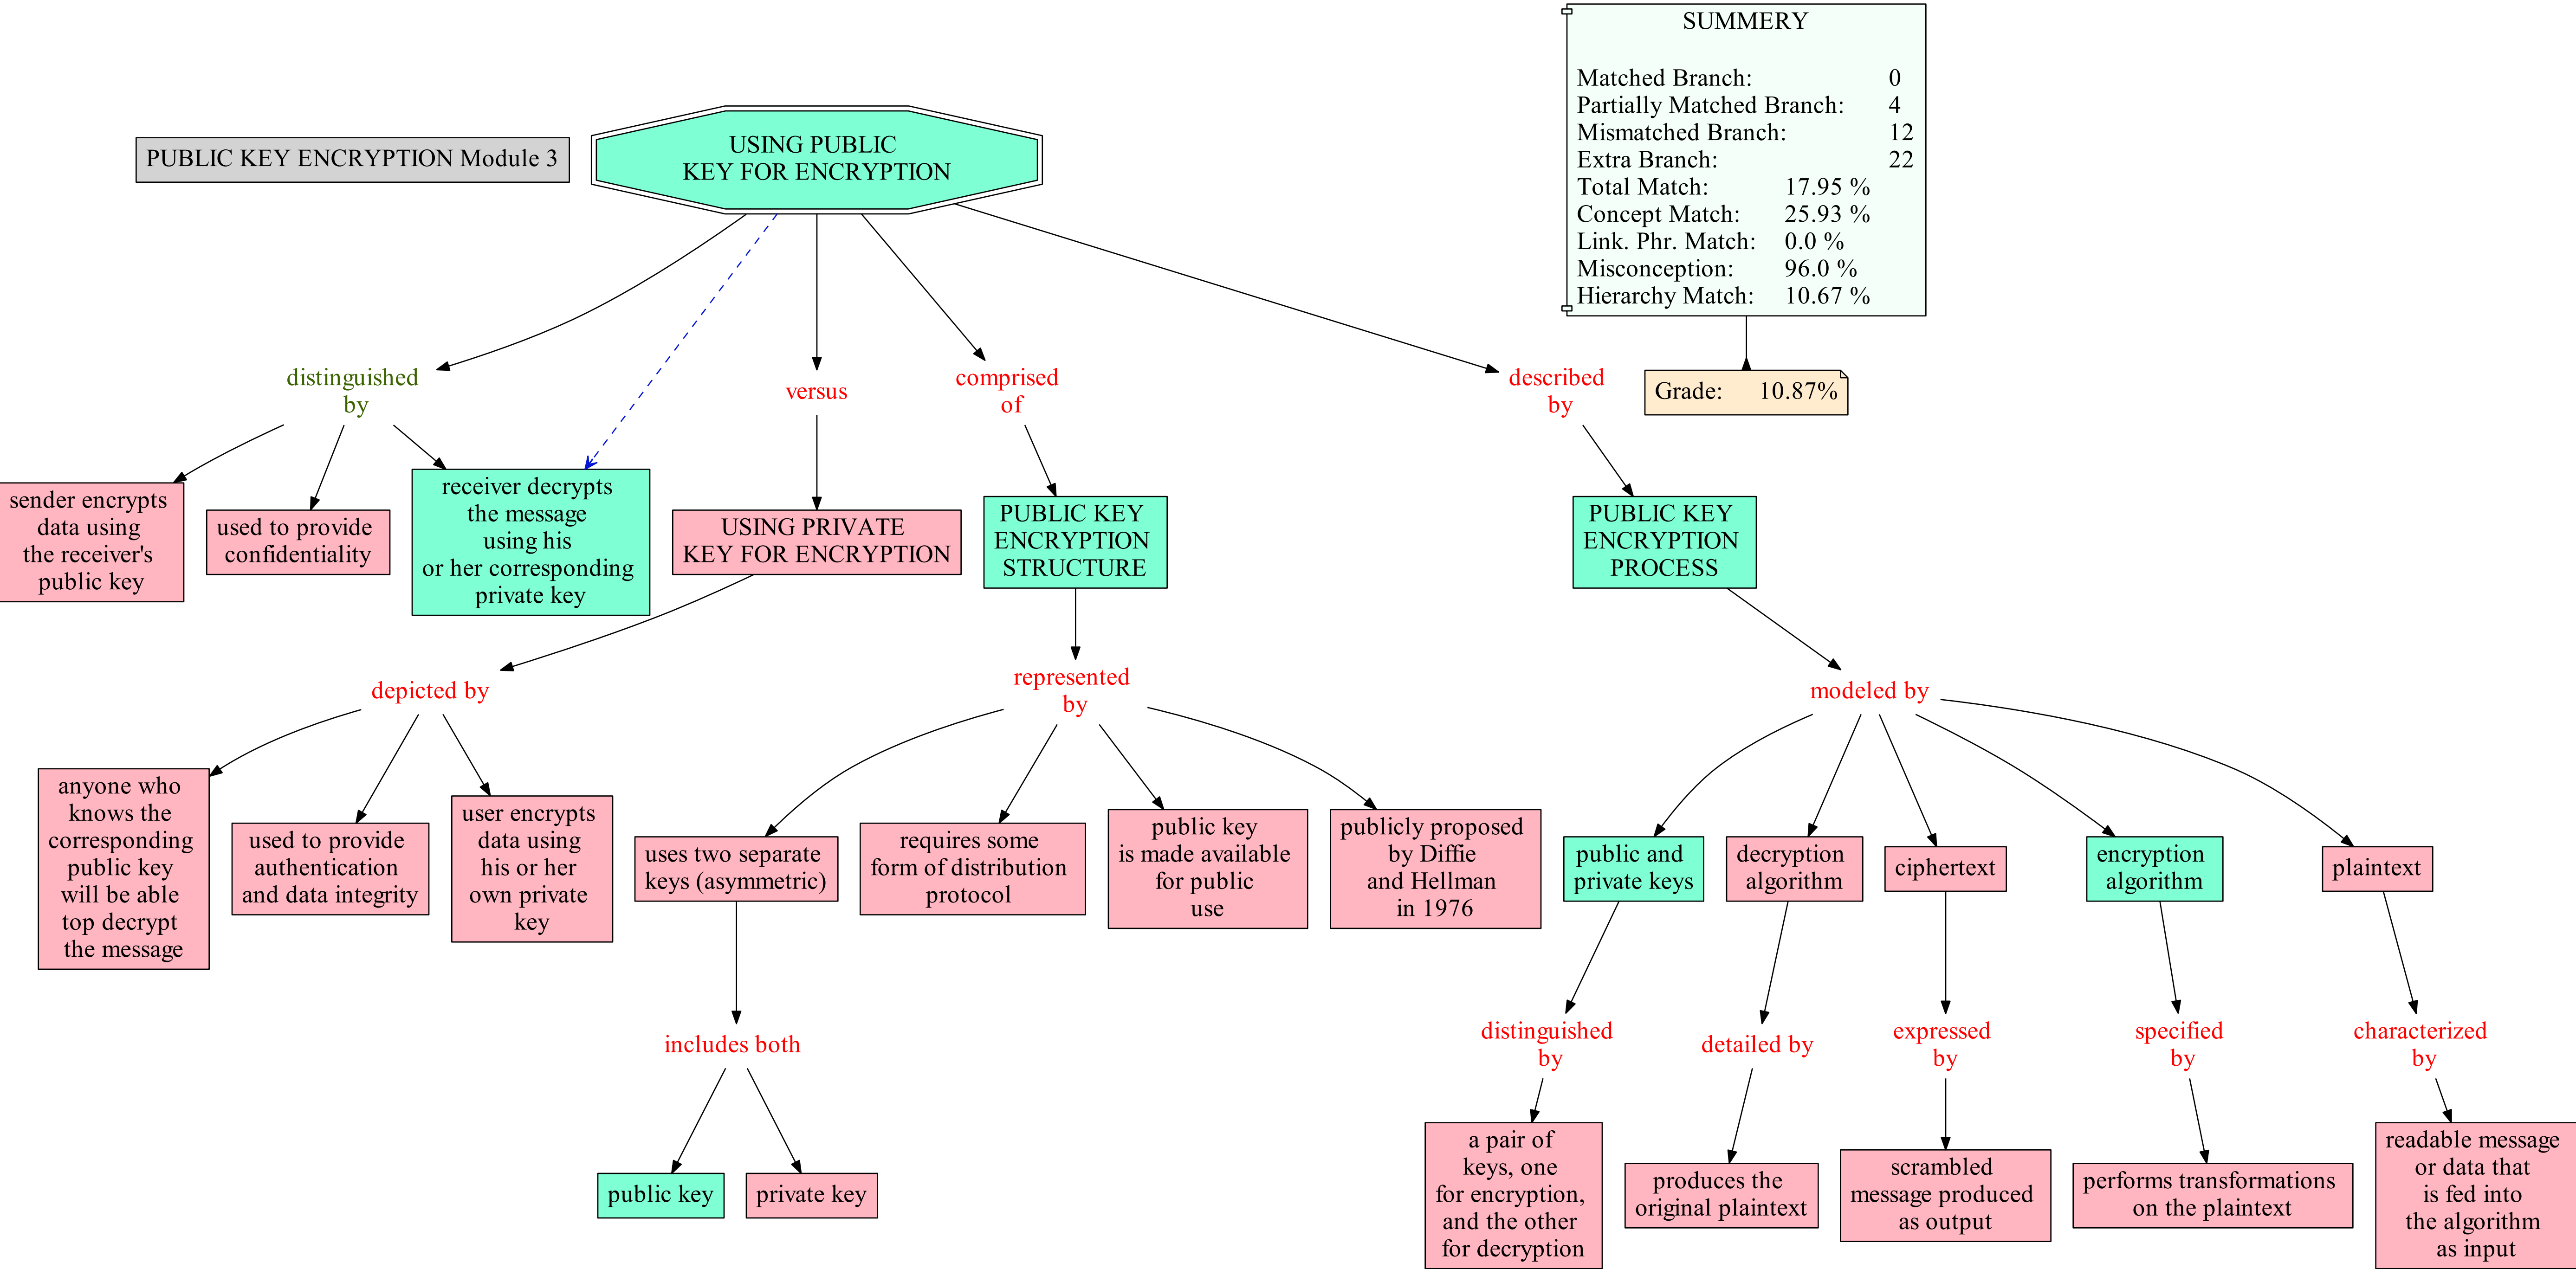 SUMMERY
Matched Branch: 0
Partially Matched Branch: 4
Mismatched Branch: 12
Extra Branch: 22
Total Match: 17.95 %
Concept Match: 25.93 %
Link. Phr. Match: 0.0 %
Misconception: 96.0 %
Hierarchy Match: 10.67 %
PUBLIC KEY ENCRYPTION Module 3
USING PUBLIC
KEY FOR ENCRYPTION
distinguished
by
versus
comprised
of
described
by
Grade: 10.87%
sender encrypts
data using
the receiver's
public key
used to provide
confidentiality
receiver decrypts
the message
using his
or her corresponding
private key
USING PRIVATE
KEY FOR ENCRYPTION
PUBLIC KEY
ENCRYPTION
STRUCTURE
PUBLIC KEY
ENCRYPTION
PROCESS
depicted by
represented
by
modeled by
anyone who
knows the
corresponding
public key
will be able
top decrypt
the message
used to provide
authentication
and data integrity
user encrypts
data using
his or her
own private
key
uses two separate
keys (asymmetric)
requires some
form of distribution
protocol
public key
is made available
for public
use
publicly proposed
by Diffie
and Hellman
in 1976
public and
private keys
decryption
algorithm
ciphertext
encryption
algorithm
plaintext
includes both
distinguished
by
detailed by
expressed
by
specified
by
characterized
by
public key
private key
a pair of
keys, one
for encryption,
and the other
for decryption
produces the
original plaintext
scrambled
message produced
as output
performs transformations
on the plaintext
readable message
or data that
is fed into
the algorithm
as input